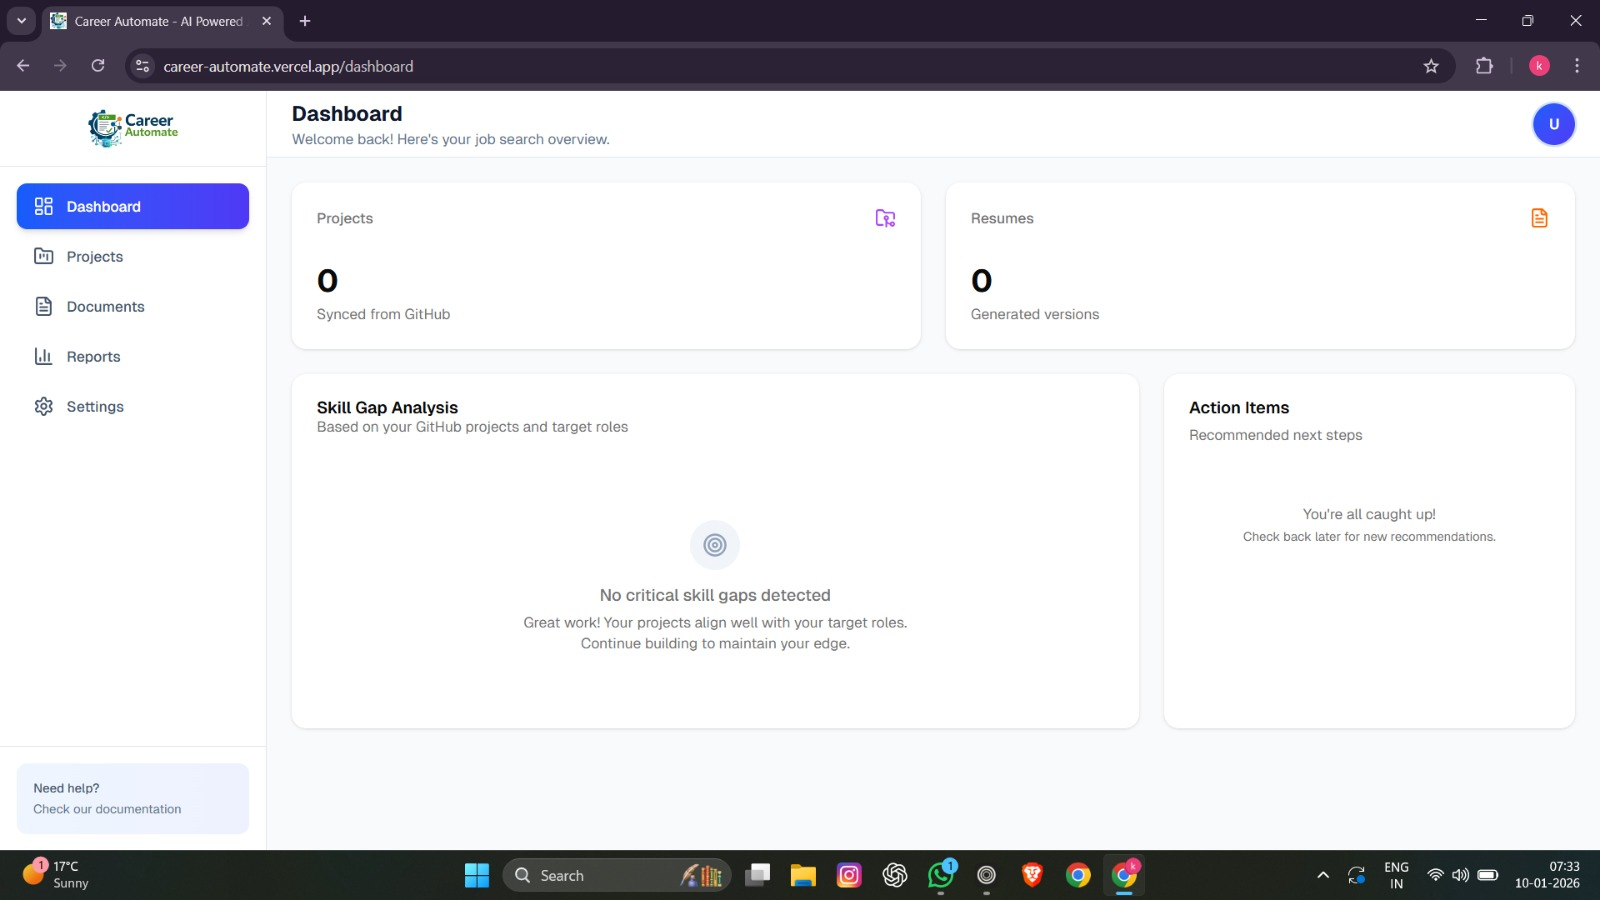 Career Automate - AI Powered
career-automate.vercel.app/dashboard
k
Career
Automate
Dashboard
Welcome back! Here's your job search overview.
U
Dashboard
Projects
Documents
Reports
Settings
Projects
0
Synced from GitHub
Resumes
0
Generated versions
Skill Gap Analysis
Based on your GitHub projects and target roles
No critical skill gaps detected
Great work! Your projects align well with your target roles.
Continue building to maintain your edge.
Action Items
Recommended next steps
You're all caught up!
Check back later for new recommendations.
Need help?
Check our documentation
1
17°C
Sunny
Search
1
k
ENG
IN
07:33
10-01-2026